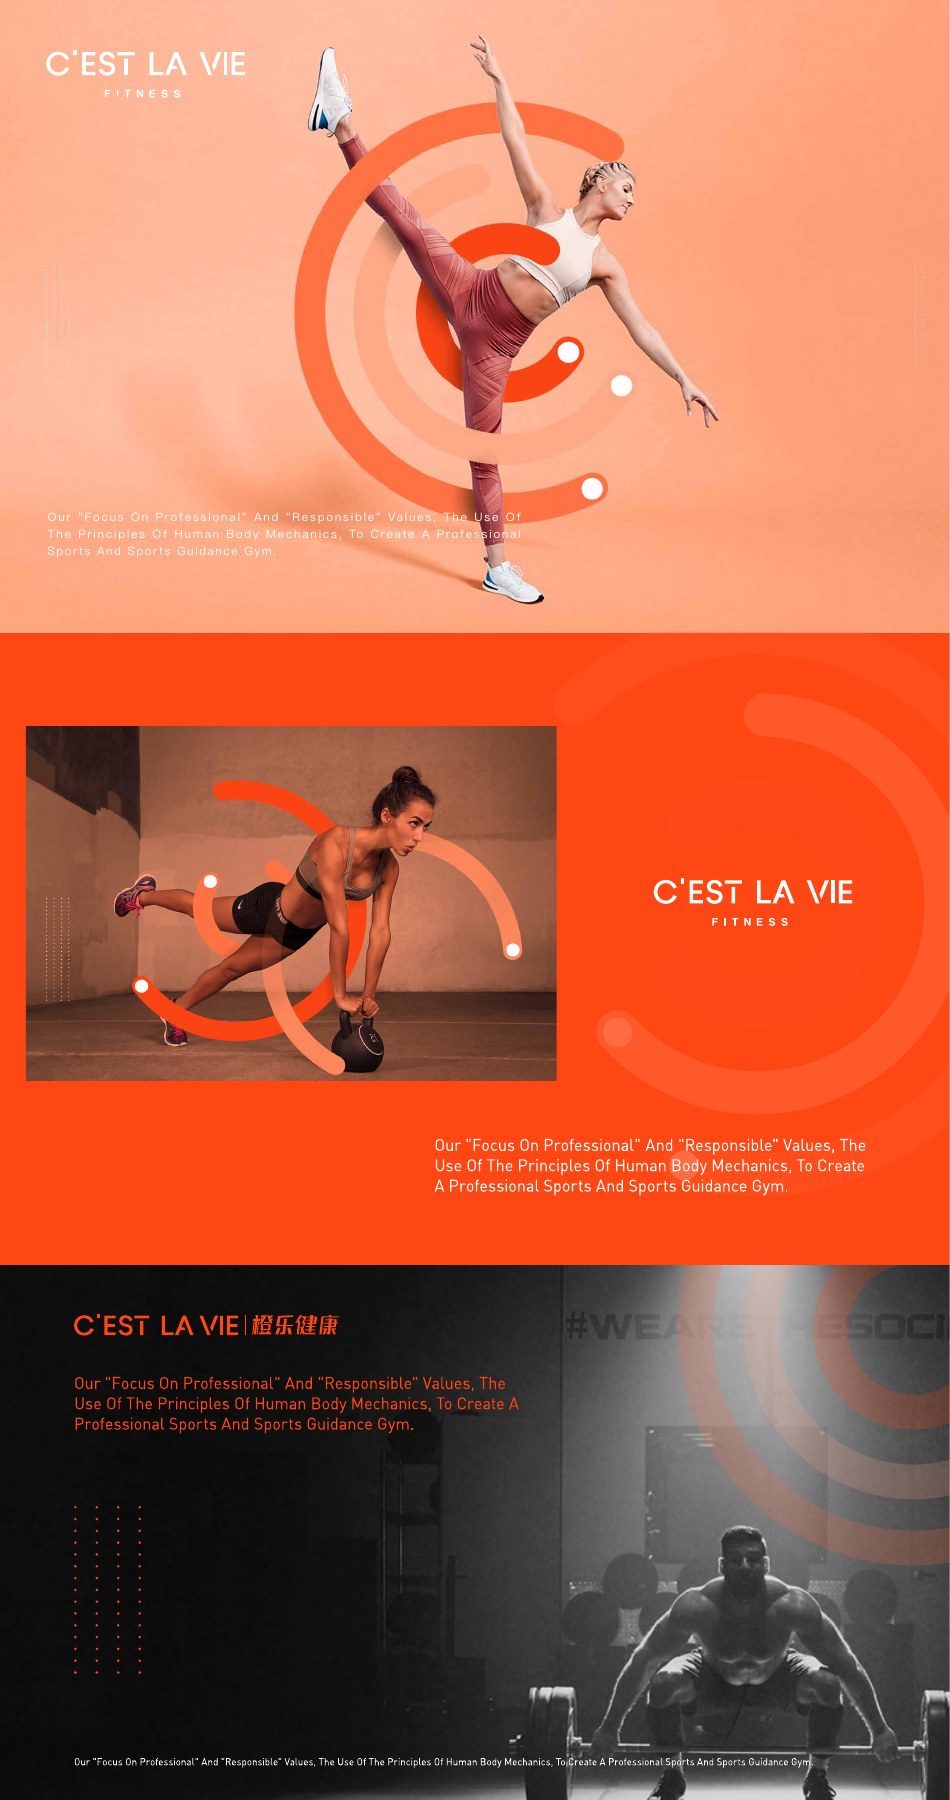 C'EST LA VIE
FITNESS
Our "Focus On Professional" And "Responsible" Values, The Use Of
The Principles Of Human Body Mechanics, To Create A Professional
Sports And Sports Guidance Gym.
C'EST LA VIE
FITNESS
Our "Focus On Professional" And "Responsible" Values, The
Use Of The Principles Of Human Body Mechanics, To Create
A Professional Sports And Sports Guidance Gym.
C'EST LA VIE|橙乐健康
#WEARE THESOCI
Our "Focus On Professional" And "Responsible" Values, The
Use Of The Principles Of Human Body Mechanics, To Create A
Professional Sports And Sports Guidance Gym.
Our "Focus On Professional" And "Responsible" Values, The Use Of The Principles Of Human Body Mechanics, To Create A Professional Sports And Sports Guidance Gym.